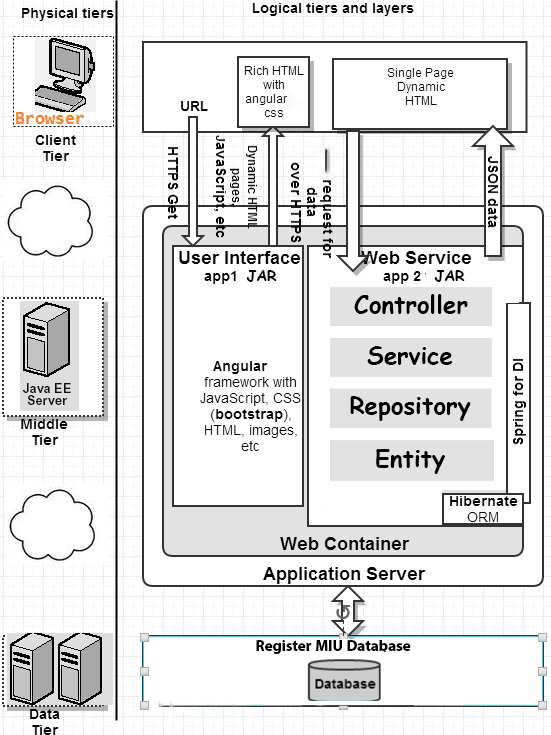 Physical tiers
Logical tiers and layers
Browser
Client
Tier
URL
Rich HTML
with
angular
css
Single Page
Dynamic
HTML
HTTPS Get
JavaScript, etc
pages,
Dynamic HTML
over HTTPS
data
request for
JSON data
User Interface
app1 JAR
Web Service
app 2 JAR
Controller
Service
Repository
Entity
Spring for DI
Hibernate
ORM
Angular
framework with
JavaScript, CSS
(bootstrap),
HTML, images,
etc
Java EE
Server
Middle
Tier
Web Container
Application Server
Register MIU Database
Database
Data
Tier